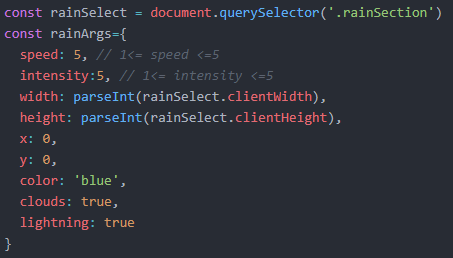 const rainSelect = document.querySelector('.rainSection')
const rainArgs={
  speed: 5, // 1<= speed <=5
  intensity:5, // 1<= intensity <=5
  width: parseInt(rainSelect.clientWidth),
  height: parseInt(rainSelect.clientHeight),
  x: 0,
  y: 0,
  color: 'blue',
  clouds: true,
  lightning: true
}